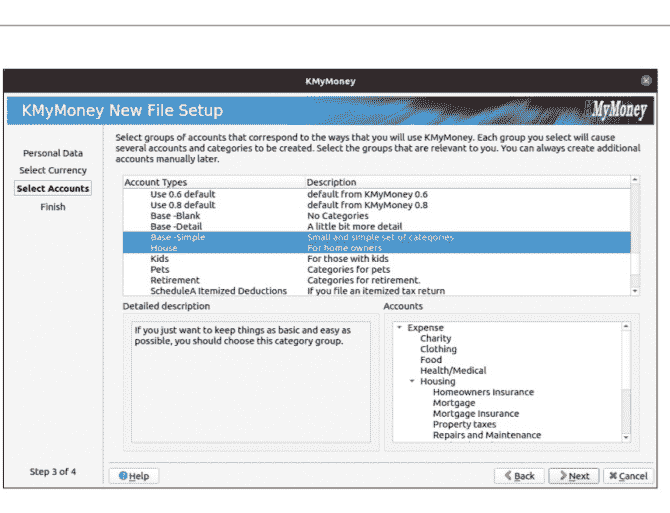 KMyMoney
KMyMoney New File Setup
MyMoney
Personal Data
Select Currency
Select Accounts
Finish
Select groups of accounts that correspond to the ways that you will use KMyMoney. Each group you select will cause
several accounts and categories to be created. Select the groups that are relevant to you. You can always create additional
accounts manually later.
Account Types Description
Use 0.6 default default from KMyMoney 0.6
Use 0.8 default default from KMyMoney 0.8
Base -Blank No Categories
Base -Detail A little bit more detail
Base -Simple Small and simple set of categories
House For home owners
Kids For those with kids
Pets Categories for pets
Retirement Categories for retirement.
ScheduleA Itemized Deductions If you file an itemized tax return
Detailed description
If you just want to keep things as basic and easy as
possible, you should choose this category group.
Accounts
Expense
Charity
Clothing
Food
Health/Medical
Housing
Homeowners Insurance
Mortgage
Mortgage Insurance
Property taxes
Repairs and Maintenance
Step 3 of 4
Help
Back
Next
Cancel